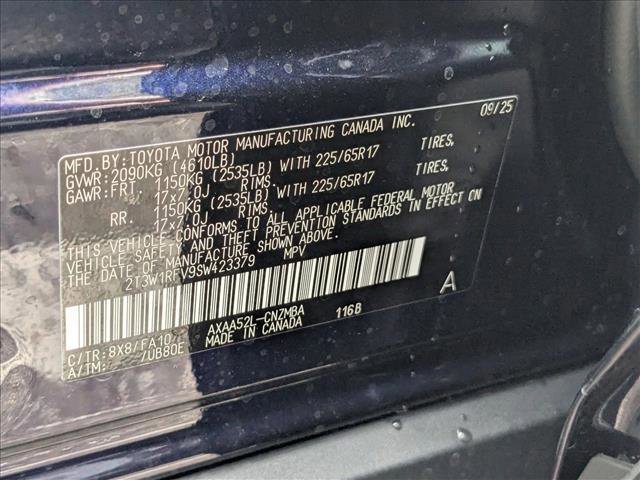 MFD.BY:TOYOTA MOTOR MANUFACTURING CANADA INC. 09/25
GVWR:2090KG (4610LB)
GAWR:FRT. 1150KG (2535LB) WITH 225/65R17 TIRES,
17x7.0J RIMS.
RR. 1150KG (2535LB) WITH 225/65R17 TIRES,
17x7.0J RIMS.
THIS VEHICLE CONFORMS TO ALL APPLICABLE FEDERAL MOTOR
VEHICLE SAFETY AND THEFT PREVENTION STANDARDS IN EFFECT ON
THE DATE OF MANUFACTURE SHOWN ABOVE.
2T3W1RFV9SW423379 MPV
A
C/TR:8X8/FA10 AXAA52L-CNZMBA 116B
A/TM: /UB80E MADE IN CANADA